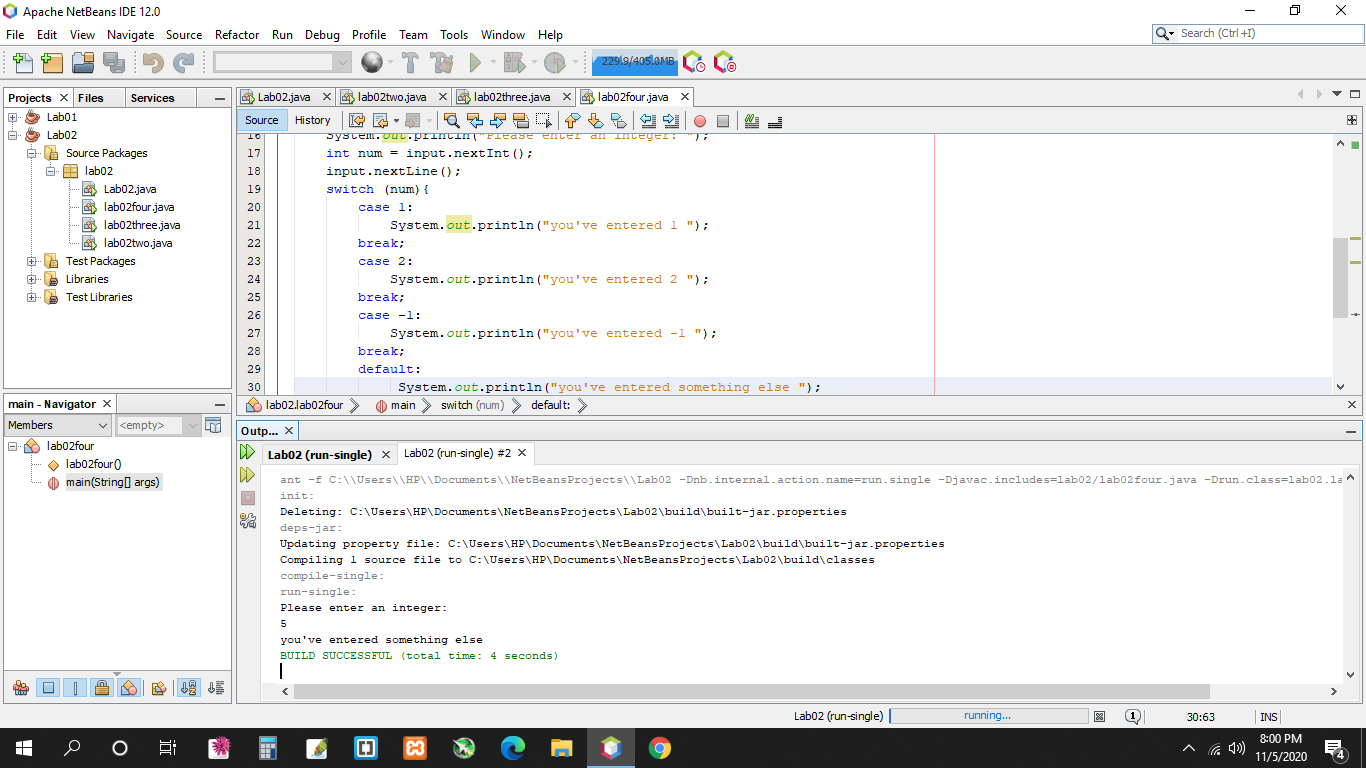 Apache NetBeans IDE 12.0
File Edit View Navigate Source Refactor Run Debug Profile Team Tools Window Help
Search (Ctrl+I)
229.9/405.0MB
Projects Files Services
Lab01
Lab02
Source Packages
lab02
Lab02.java
lab02four.java
lab02three.java
lab02two.java
Test Packages
Libraries
Test Libraries
Lab02.java lab02two.java lab02three.java lab02four.java
Source History
16 System.out.println("Please enter an integer: ");
17 int num = input.nextInt();
18 input.nextLine();
19 switch (num){
20 case 1:
21 System.out.println("you've entered 1 ");
22 break;
23 case 2:
24 System.out.println("you've entered 2 ");
25 break;
26 case -1:
27 System.out.println("you've entered -1 ");
28 break;
29 default:
30 System.out.println("you've entered something else ");
lab02.lab02four main switch (num) default:
main - Navigator
Members <empty>
lab02four
lab02four()
main(String[] args)
Outp...
Lab02 (run-single) Lab02 (run-single) #2
ant -f C:\\Users\\HP\\Documents\\NetBeansProjects\\Lab02 -Dnb.internal.action.name=run.single -Djavac.includes=lab02/lab02four.java -Drun.class=lab02.la
init:
Deleting: C:\Users\HP\Documents\NetBeansProjects\Lab02\build\built-jar.properties
deps-jar:
Updating property file: C:\Users\HP\Documents\NetBeansProjects\Lab02\build\built-jar.properties
Compiling 1 source file to C:\Users\HP\Documents\NetBeansProjects\Lab02\build\classes
compile-single:
run-single:
Please enter an integer:
5
you've entered something else
BUILD SUCCESSFUL (total time: 4 seconds)
Lab02 (run-single) running... 1 30:63 INS
8:00 PM
11/5/2020
4